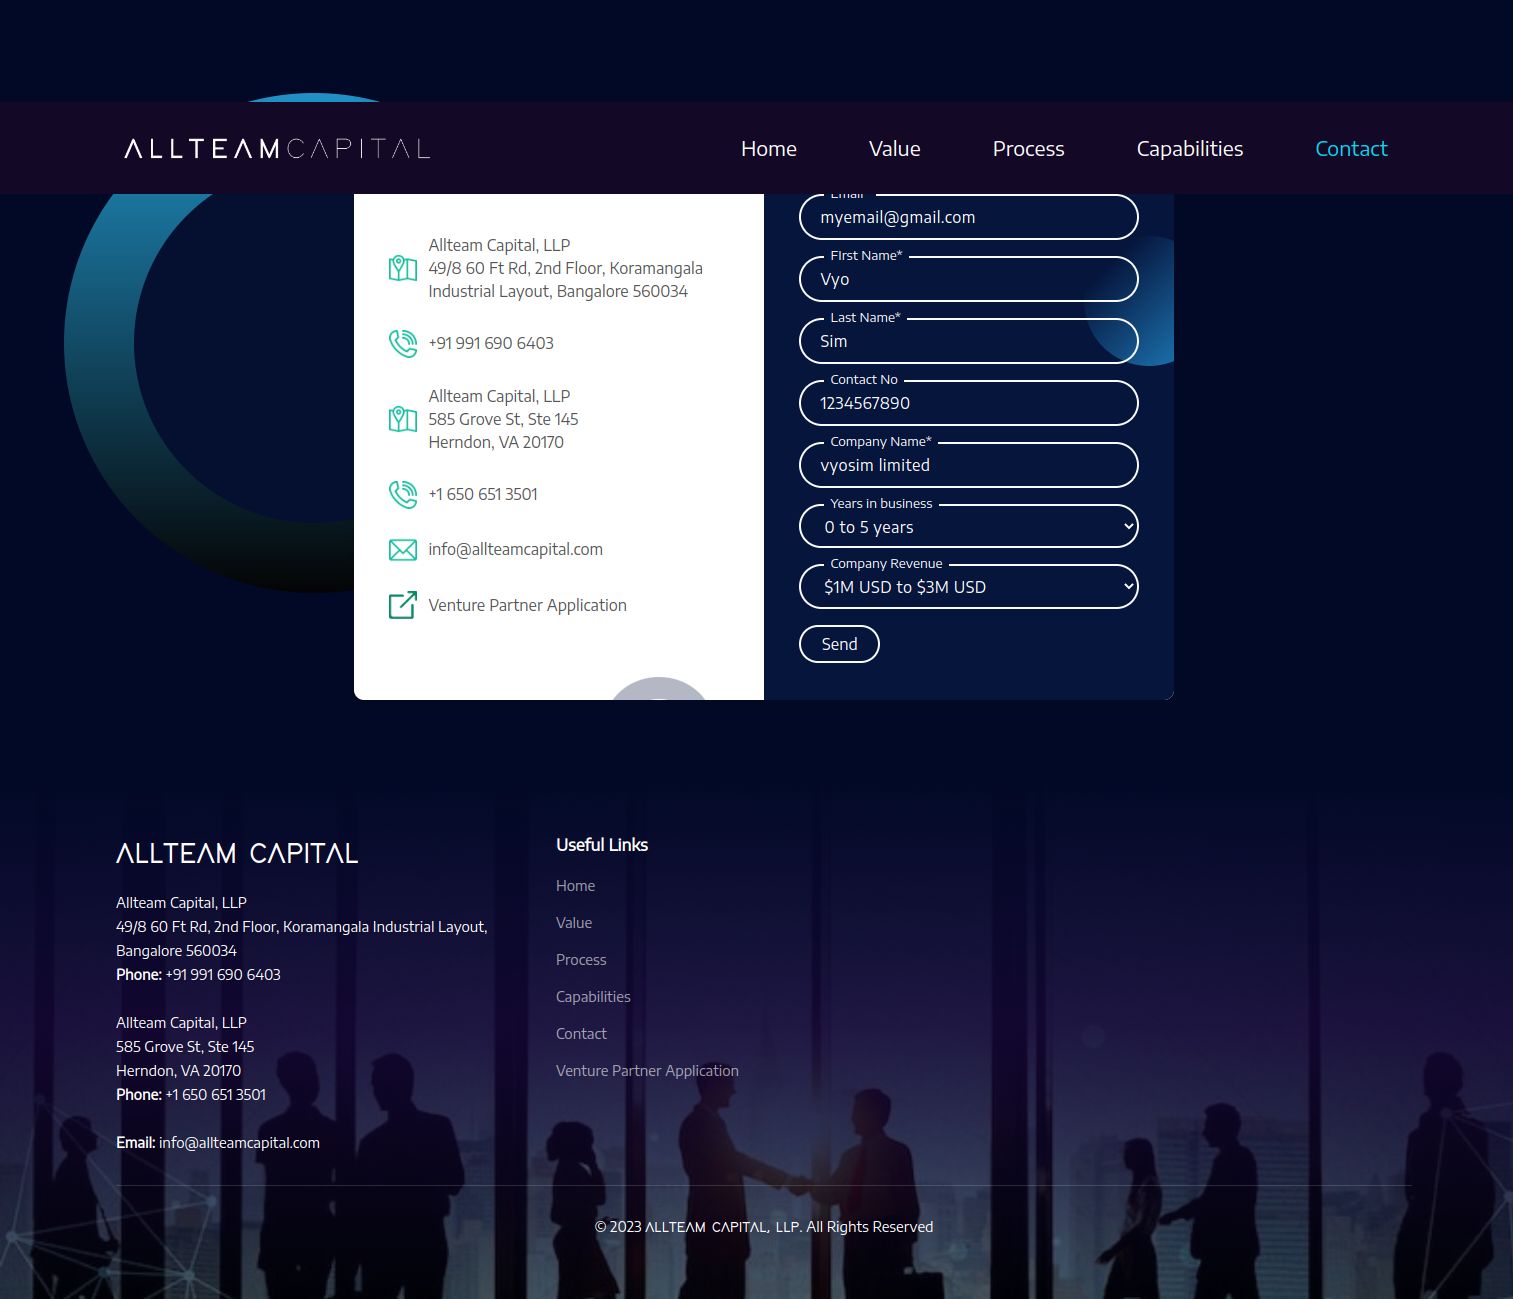 ALLTEAMCAPITAL
Home
Value
Process
Capabilities
Contact
Allteam Capital, LLP
49/8 60 Ft Rd, 2nd Floor, Koramangala
Industrial Layout, Bangalore 560034
+91 991 690 6403
Allteam Capital, LLP
585 Grove St, Ste 145
Herndon, VA 20170
+1 650 651 3501
info@allteamcapital.com
Venture Partner Application
Email
myemail@gmail.com
FIrst Name*
Vyo
Last Name*
Sim
Contact No
1234567890
Company Name*
vyosim limited
Years in business
0 to 5 years
Company Revenue
$1M USD to $3M USD
Send
ALLTEAM CAPITAL
Allteam Capital, LLP
49/8 60 Ft Rd, 2nd Floor, Koramangala Industrial Layout,
Bangalore 560034
Phone: +91 991 690 6403
Allteam Capital, LLP
585 Grove St, Ste 145
Herndon, VA 20170
Phone: +1 650 651 3501
Email: info@allteamcapital.com
Useful Links
Home
Value
Process
Capabilities
Contact
Venture Partner Application
© 2023 ALLTEAM CAPITAL, LLP. All Rights Reserved